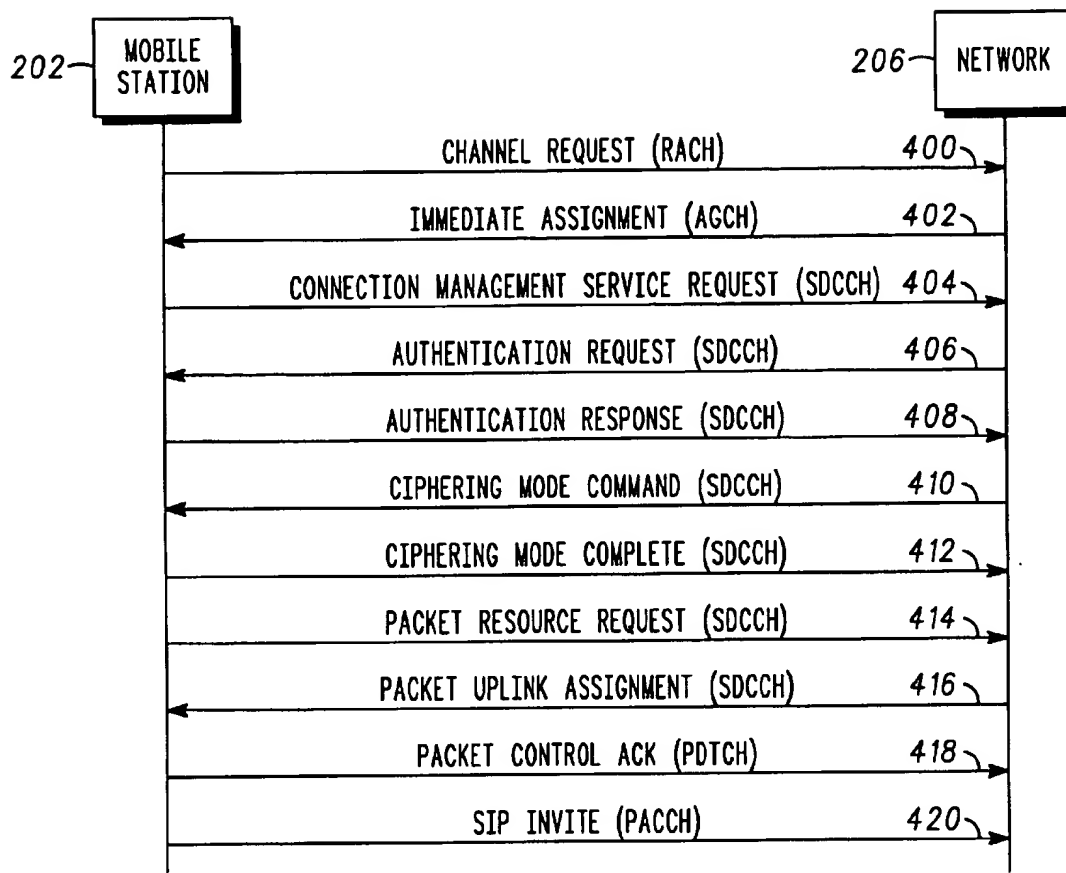 MOBILE
STATION
202
NETWORK
206
CHANNEL REQUEST (RACH) 400
IMMEDIATE ASSIGNMENT (AGCH) 402
CONNECTION MANAGEMENT SERVICE REQUEST (SDCCH) 404
AUTHENTICATION REQUEST (SDCCH) 406
AUTHENTICATION RESPONSE (SDCCH) 408
CIPHERING MODE COMMAND (SDCCH) 410
CIPHERING MODE COMPLETE (SDCCH) 412
PACKET RESOURCE REQUEST (SDCCH) 414
PACKET UPLINK ASSIGNMENT (SDCCH) 416
PACKET CONTROL ACK (PDTCH) 418
SIP INVITE (PACCH) 420